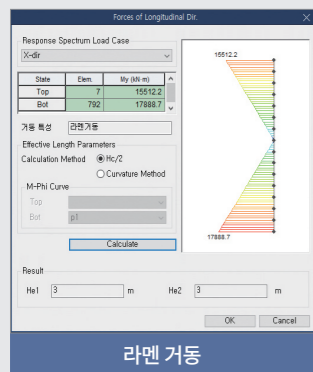 Forces of Longitudinal Dir.
Response Spectrum Load Case
X-dir
State Elem. My (kN·m)
Top 7 15512.2
Bot 792 17888.7
거동 특성 라멘거동
Effective Length Parameters
Calculation Method Hc/2
Curvature Method
M-Phi Curve
Top
Bot p1
Calculate
15512.2
17888.7
Result
He1 3 m He2 3 m
OK Cancel
라멘 거동